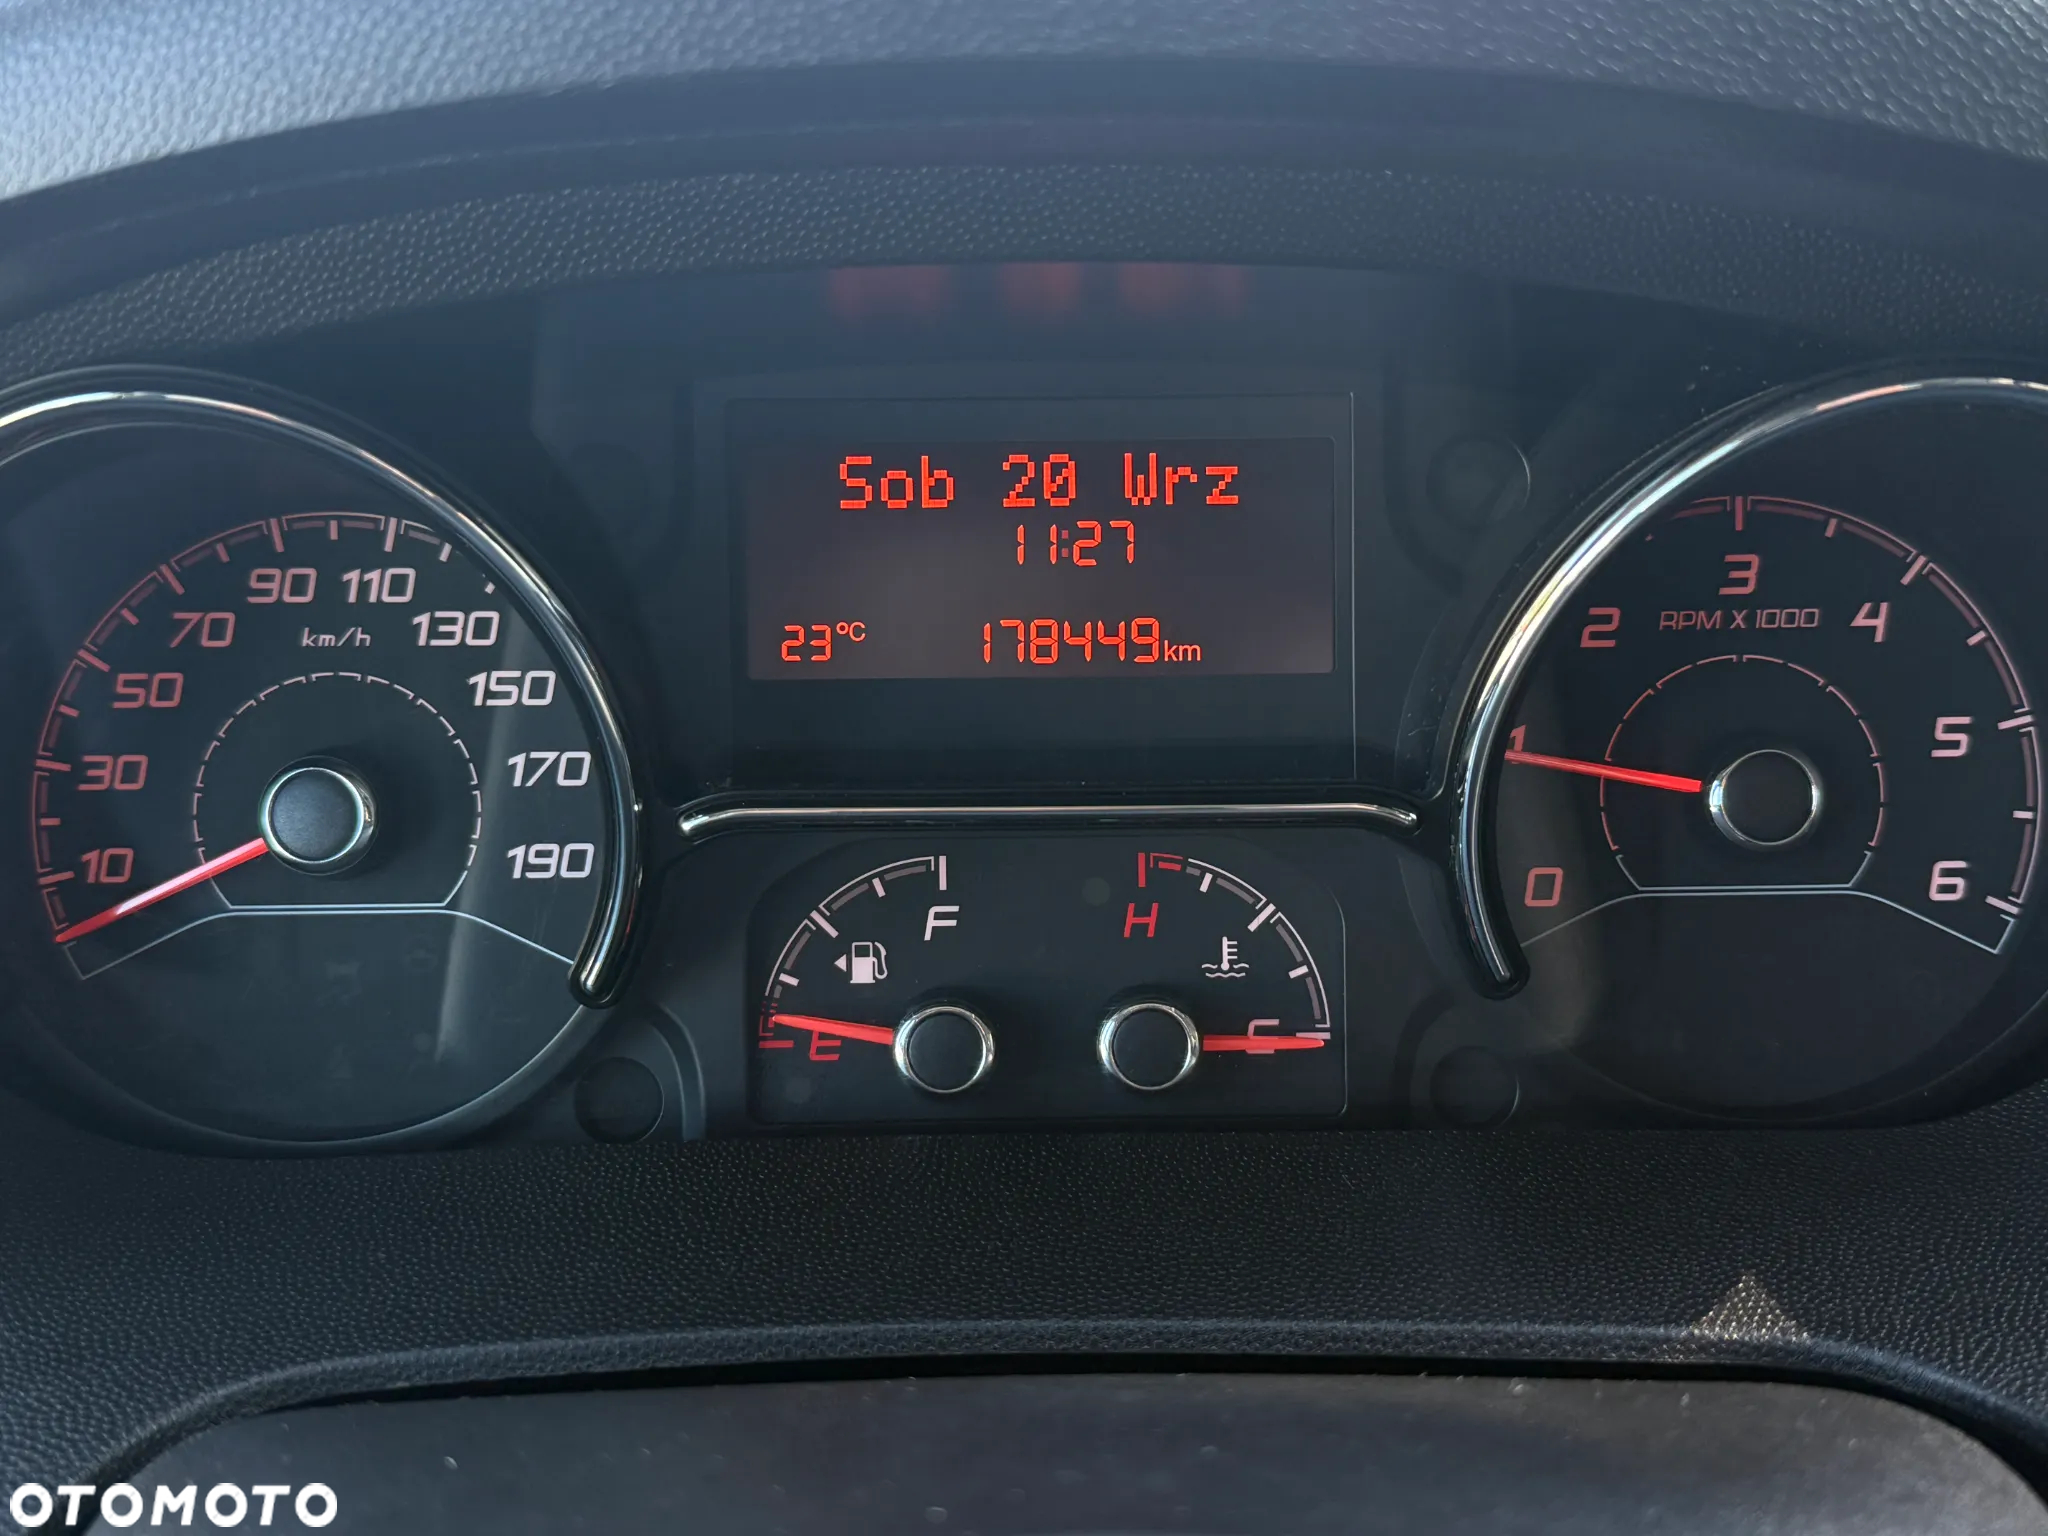 Sob 20 Wrz
11:27
23°C 178449km
10 30 50 70 90 110 130 150 170 190
km/h
0 1 2 3 4 5 6
RPM X 1000
F
E
H
C
OTOMOTO